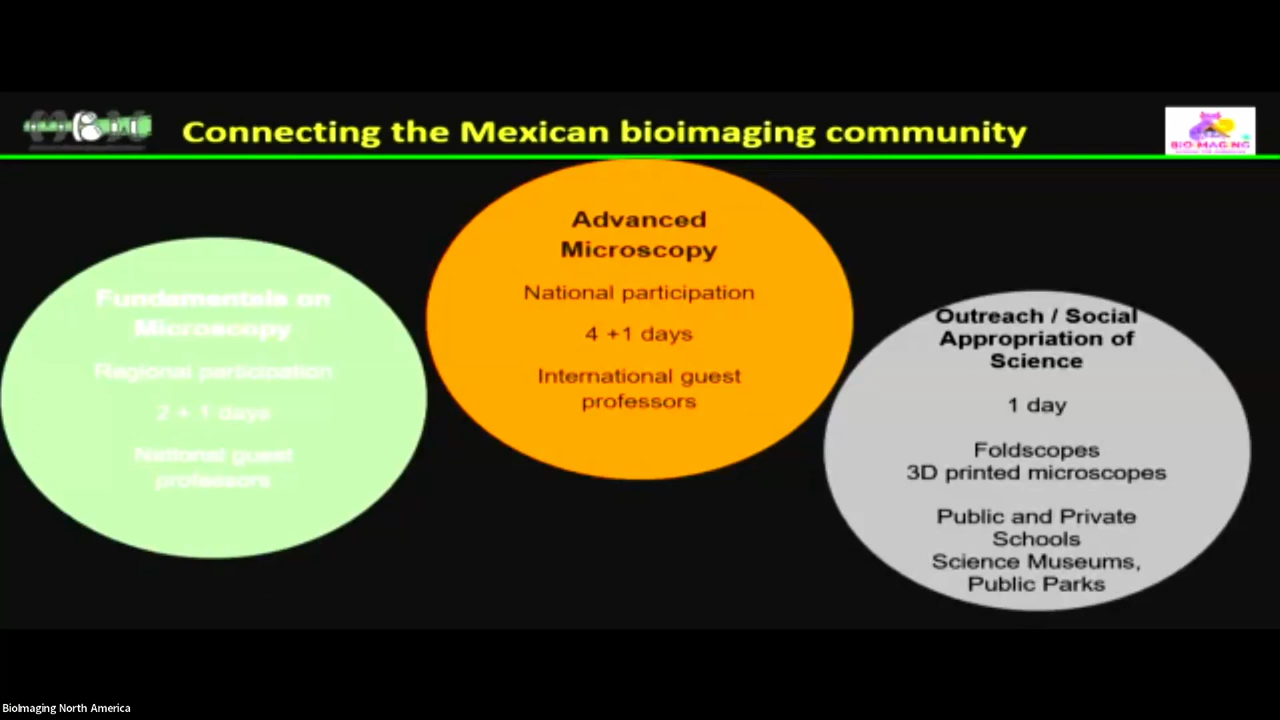 Connecting the Mexican bioimaging community
Fundamentals on
Microscopy
Regional participation
2 + 1 days
National guest
professors
Advanced
Microscopy
National participation
4 +1 days
International guest
professors
Outreach / Social
Appropriation of
Science
1 day
Foldscopes
3D printed microscopes
Public and Private
Schools
Science Museums,
Public Parks
BioImaging North America